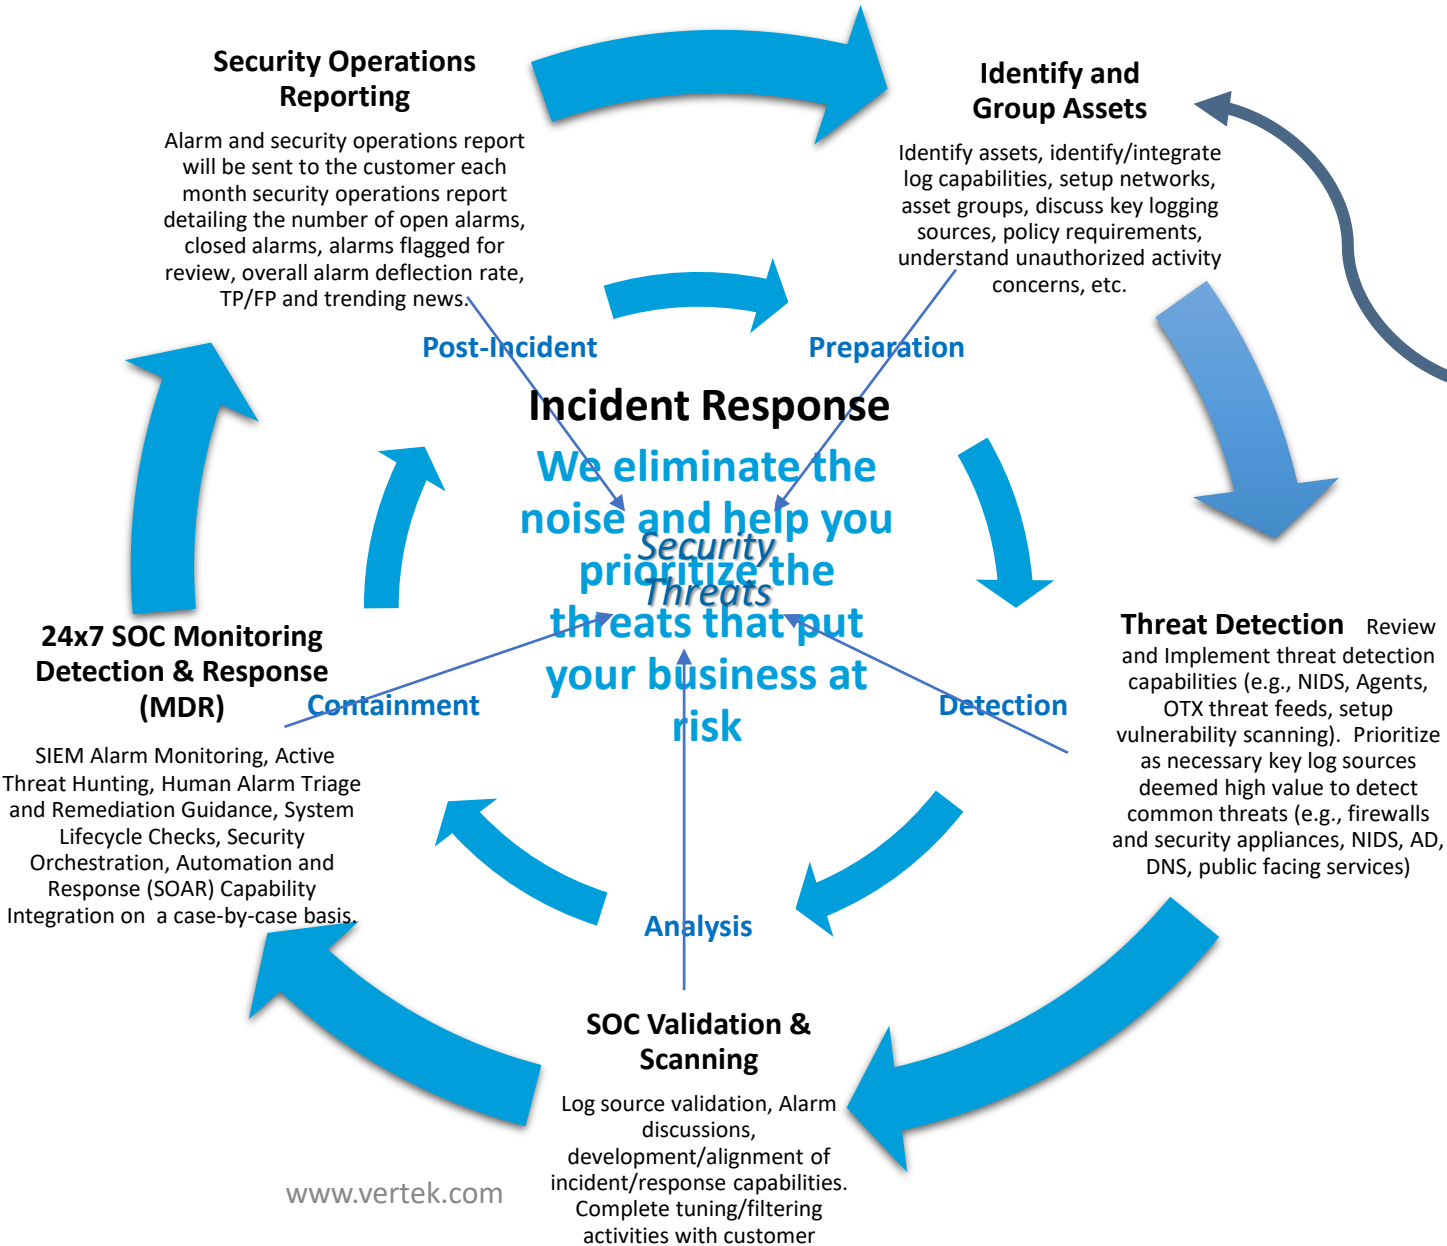 Security Operations
Reporting
Alarm and security operations report
will be sent to the customer each
month security operations report
detailing the number of open alarms,
closed alarms, alarms flagged for
review, overall alarm deflection rate,
TP/FP and trending news.
Identify and
Group Assets
Identify assets, identify/integrate
log capabilities, setup networks,
asset groups, discuss key logging
sources, policy requirements,
understand unauthorized activity
concerns, etc.
Post-Incident
Preparation
Incident Response
We eliminate the
noise and help you
prioritize the
threats that put
your business at
risk
Security
Threats
24x7 SOC Monitoring
Detection & Response
(MDR)
SIEM Alarm Monitoring, Active
Threat Hunting, Human Alarm Triage
and Remediation Guidance, System
Lifecycle Checks, Security
Orchestration, Automation and
Response (SOAR) Capability
Integration on a case-by-case basis.
Containment
Detection
Threat Detection Review
and Implement threat detection
capabilities (e.g., NIDS, Agents,
OTX threat feeds, setup
vulnerability scanning). Prioritize
as necessary key log sources
deemed high value to detect
common threats (e.g., firewalls
and security appliances, NIDS, AD,
DNS, public facing services)
Analysis
SOC Validation &
Scanning
Log source validation, Alarm
discussions,
development/alignment of
incident/response capabilities.
Complete tuning/filtering
activities with customer
www.vertek.com